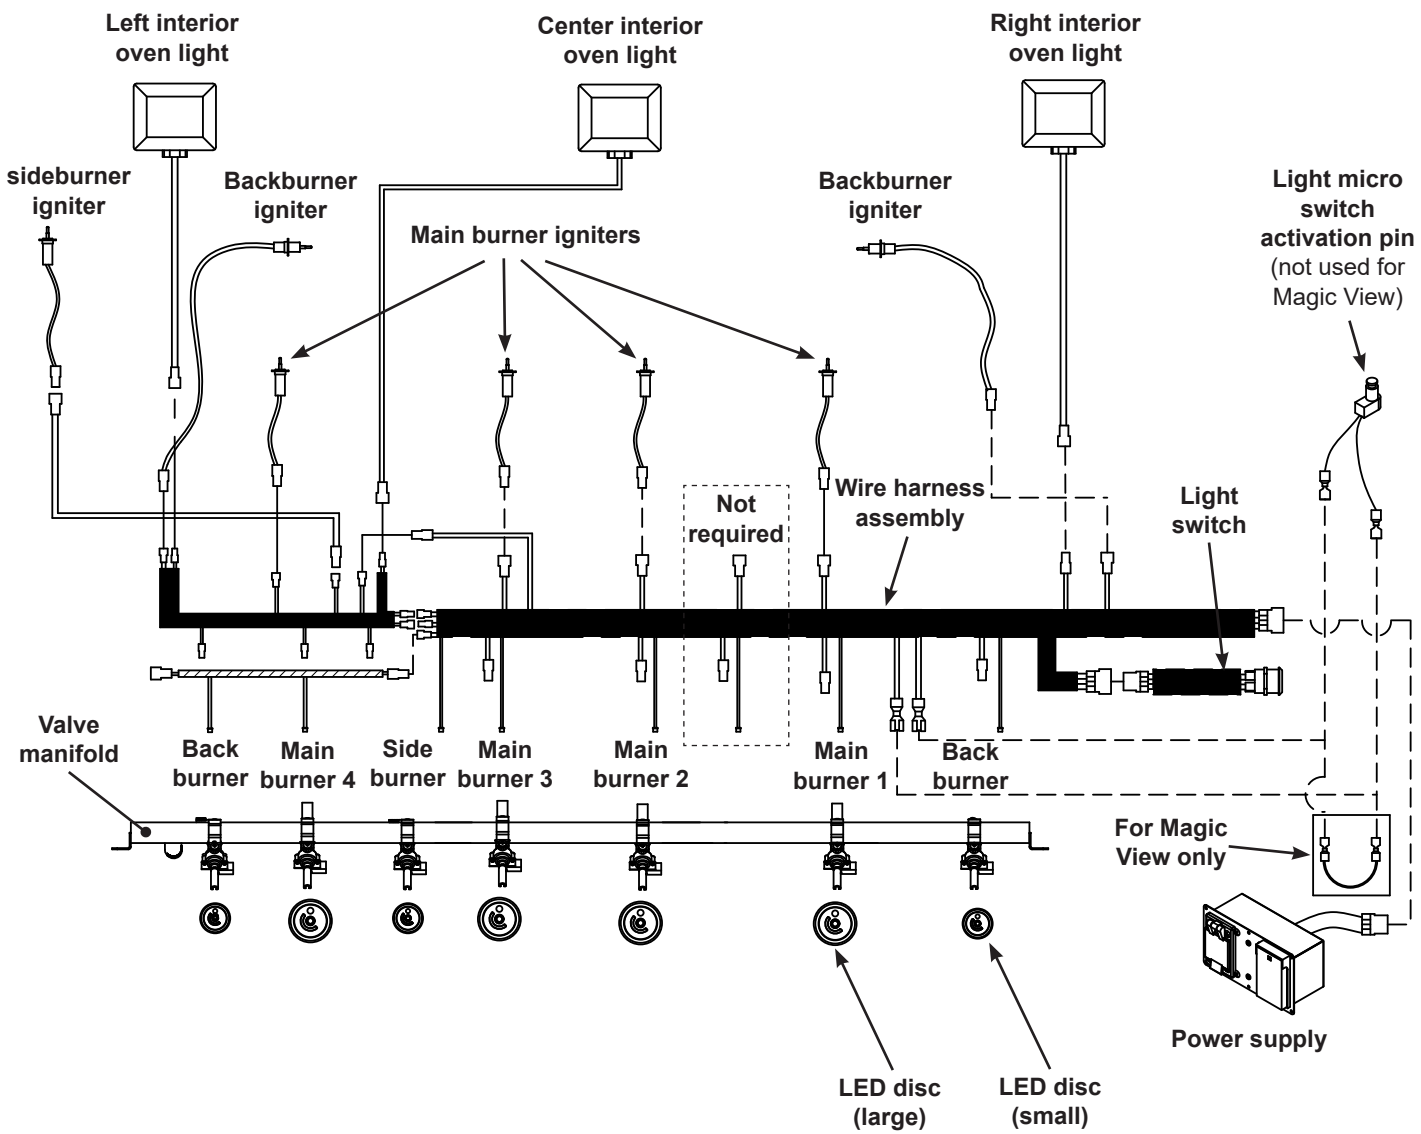 Left interior
oven light
Center interior
oven light
Right interior
oven light
sideburner
igniter
Backburner
igniter
Main burner igniters
Backburner
igniter
Light micro
switch
activation pin
(not used for
Magic View)
Not
required
Wire harness
assembly
Light
switch
Valve
manifold
Back
burner
Main
burner 4
Side
burner
Main
burner 3
Main
burner 2
Main
burner 1
Back
burner
For Magic
View only
Power supply
LED disc
(large)
LED disc
(small)